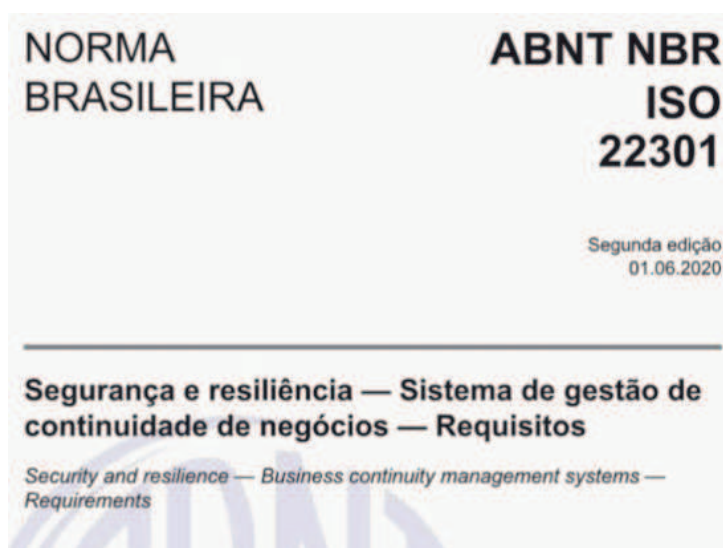 NORMA
BRASILEIRA
ABNT NBR
ISO
22301
Segunda edição
01.06.2020
Segurança e resiliência — Sistema de gestão de
continuidade de negócios — Requisitos
Security and resilience — Business continuity management systems —
Requirements